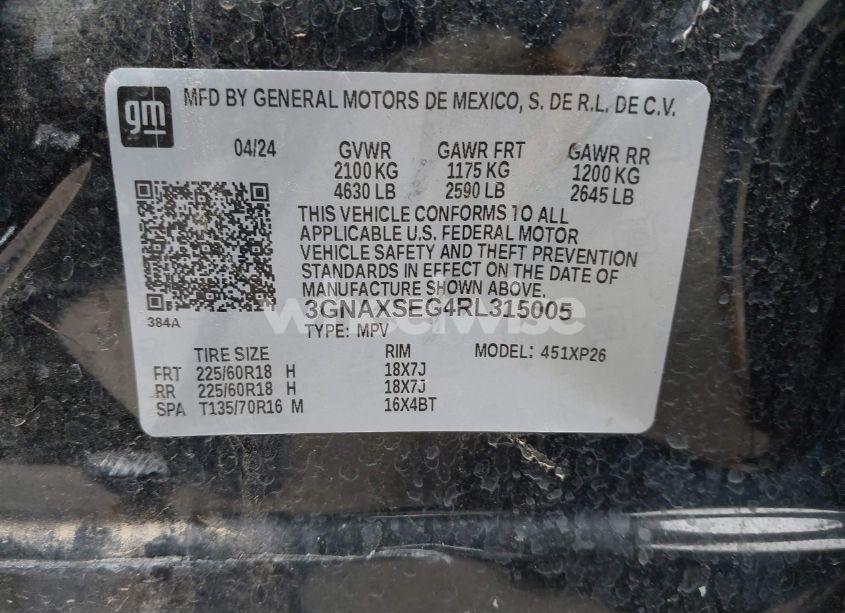 gm
MFD BY GENERAL MOTORS DE MEXICO, S. DE R.L. DE C.V.
04/24 GVWR GAWR FRT GAWR RR
2100 KG 1175 KG 1200 KG
4630 LB 2590 LB 2645 LB
THIS VEHICLE CONFORMS TO ALL
APPLICABLE U.S. FEDERAL MOTOR
VEHICLE SAFETY AND THEFT PREVENTION
STANDARDS IN EFFECT ON THE DATE OF
MANUFACTURE SHOWN ABOVE.
3GNAXSEG4RL315005
384A
TYPE: MPV
TIRE SIZE RIM MODEL: 451XP26
FRT 225/60R18 H 18X7J
RR 225/60R18 H 18X7J
SPA T135/70R16 M 16X4BT